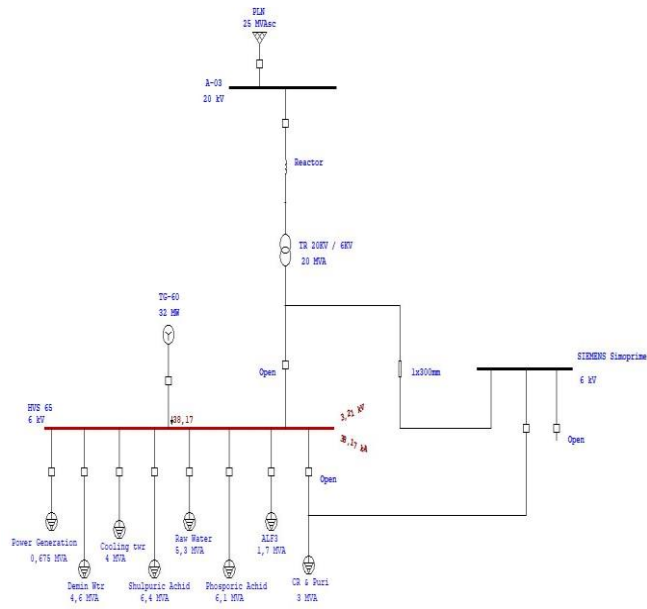 PLN
25 MVAsc
A-03
20 kV
Reactor
TR 20KV / 6KV
20 MVA
TG-60
32 MW
Open
1x300mm
SIEMENS Simoprime
6 kV
Open
HVS 65
6 kV
38,17
3,21 kV
38,17 kA
Open
Power Generation
0,675 MVA
Demin Wtr
4,6 MVA
Cooling twr
4 MVA
Shulpuric Achid
6,4 MVA
Raw Water
5,3 MVA
Phosporic Achid
6,1 MVA
ALF3
1,7 MVA
CR & Puri
3 MVA